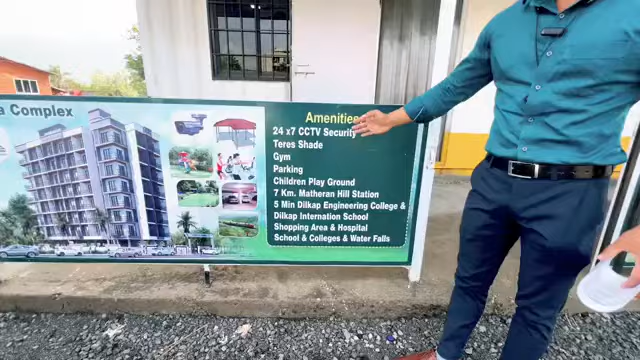 a Complex
Amenities
24 x7 CCTV Security
Teres Shade
Gym
Parking
Children Play Ground
7 Km. Matheran Hill Station
5 Min Dilkap Engineering College &
Dilkap Internation School
Shopping Area & Hospital
School & Colleges & Water Falls